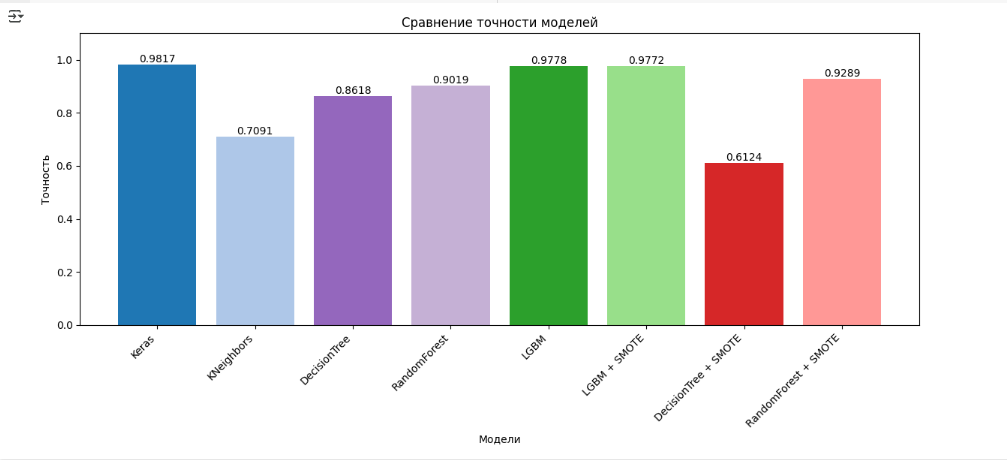 Сравнение точности моделей
Точность
1.0
0.8
0.6
0.4
0.2
0.0
0.9817
0.7091
0.8618
0.9019
0.9778
0.9772
0.6124
0.9289
Keras
KNeighbors
DecisionTree
RandomForest
LGBM
LGBM + SMOTE
DecisionTree + SMOTE
RandomForest + SMOTE
Модели